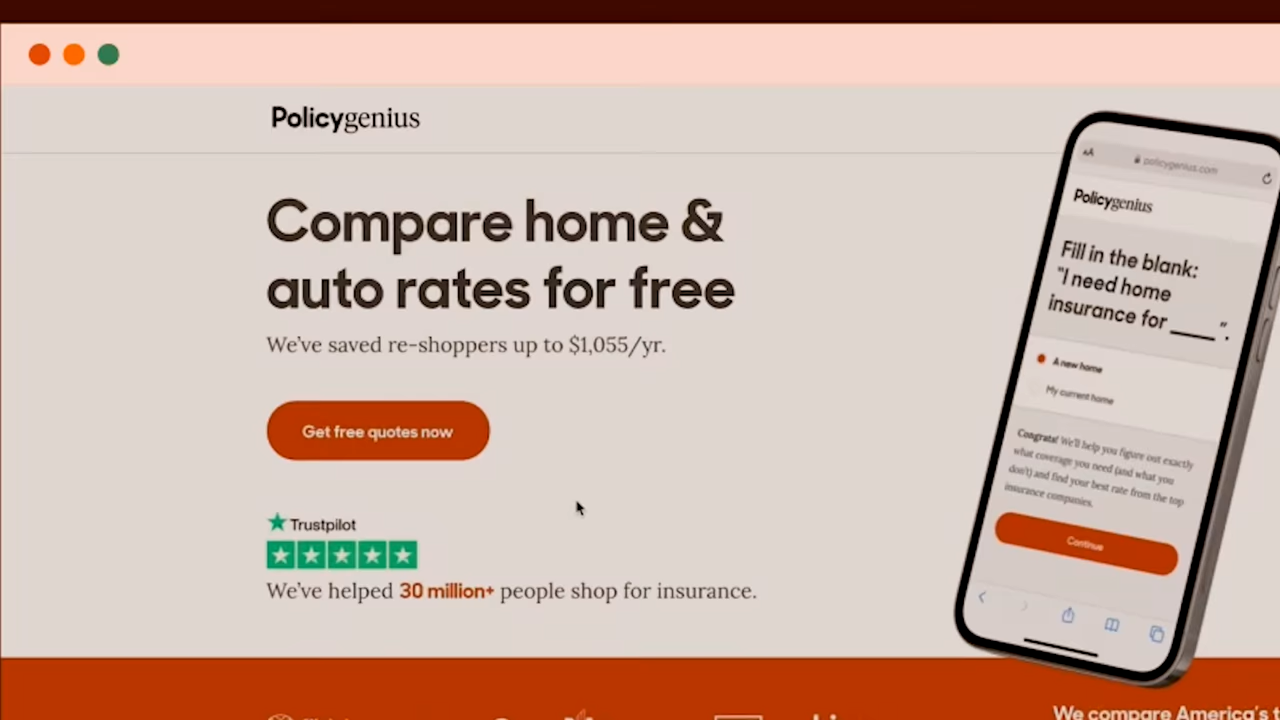 Policygenius
Compare home &
auto rates for free
We've saved re-shoppers up to $1,055/yr.
Get free quotes now
Trustpilot
We've helped 30 million+ people shop for insurance.
AA
policygenius.com
Policygenius
Fill in the blank:
"I need home
insurance for ____".
A new home
My current home
Congrats! We'll help you figure out exactly
what coverage you need (and what you
don't) and find your best rate from the top
insurance companies.
Continue
We compare America's